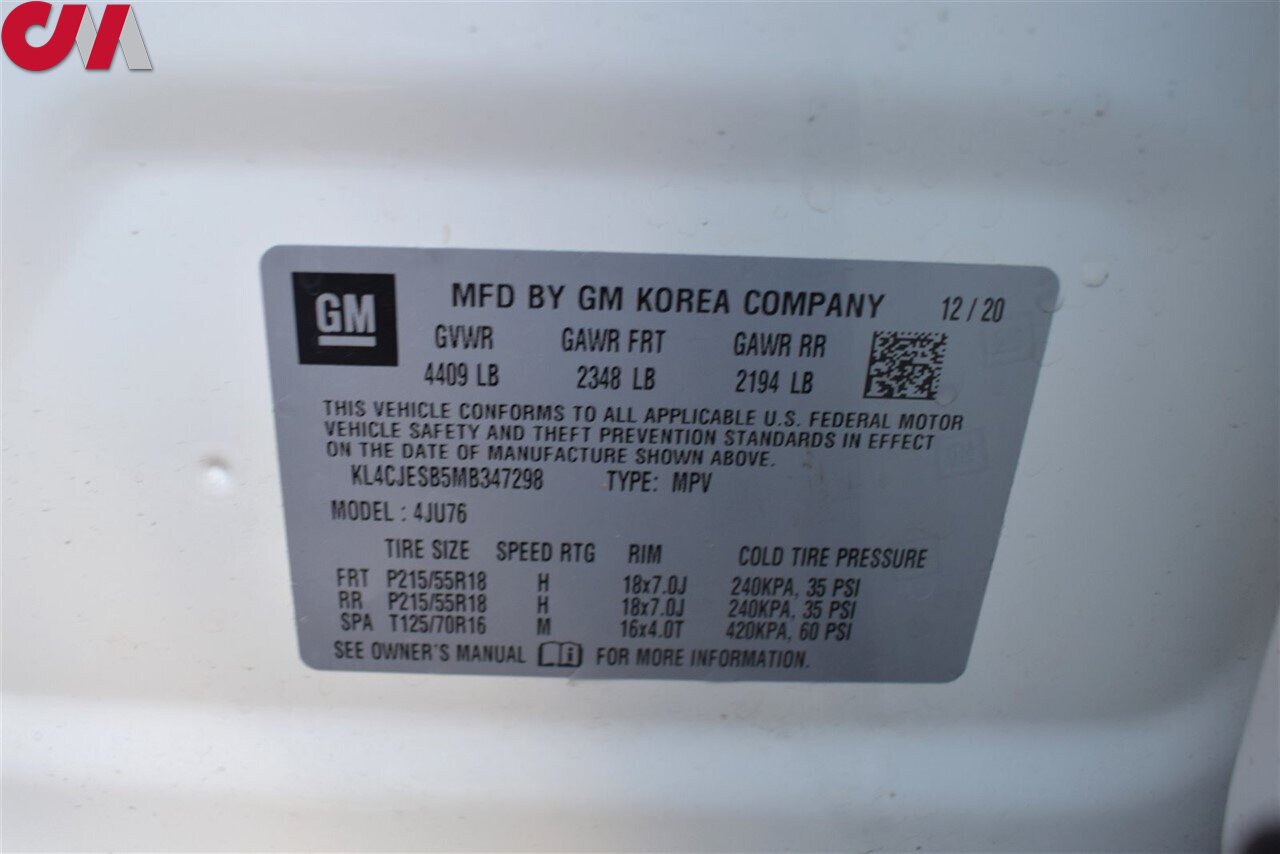 CM
GM
MFD BY GM KOREA COMPANY 12 / 20
GVWR GAWR FRT GAWR RR
4409 LB 2348 LB 2194 LB
THIS VEHICLE CONFORMS TO ALL APPLICABLE U.S. FEDERAL MOTOR
VEHICLE SAFETY AND THEFT PREVENTION STANDARDS IN EFFECT
ON THE DATE OF MANUFACTURE SHOWN ABOVE.
KL4CJESB5MB347298 TYPE: MPV
MODEL : 4JU76
TIRE SIZE SPEED RTG RIM COLD TIRE PRESSURE
FRT P215/55R18 H 18x7.0J 240KPA, 35 PSI
RR P215/55R18 H 18x7.0J 240KPA, 35 PSI
SPA T125/70R16 M 16x4.0T 420KPA, 60 PSI
SEE OWNER'S MANUAL i FOR MORE INFORMATION.